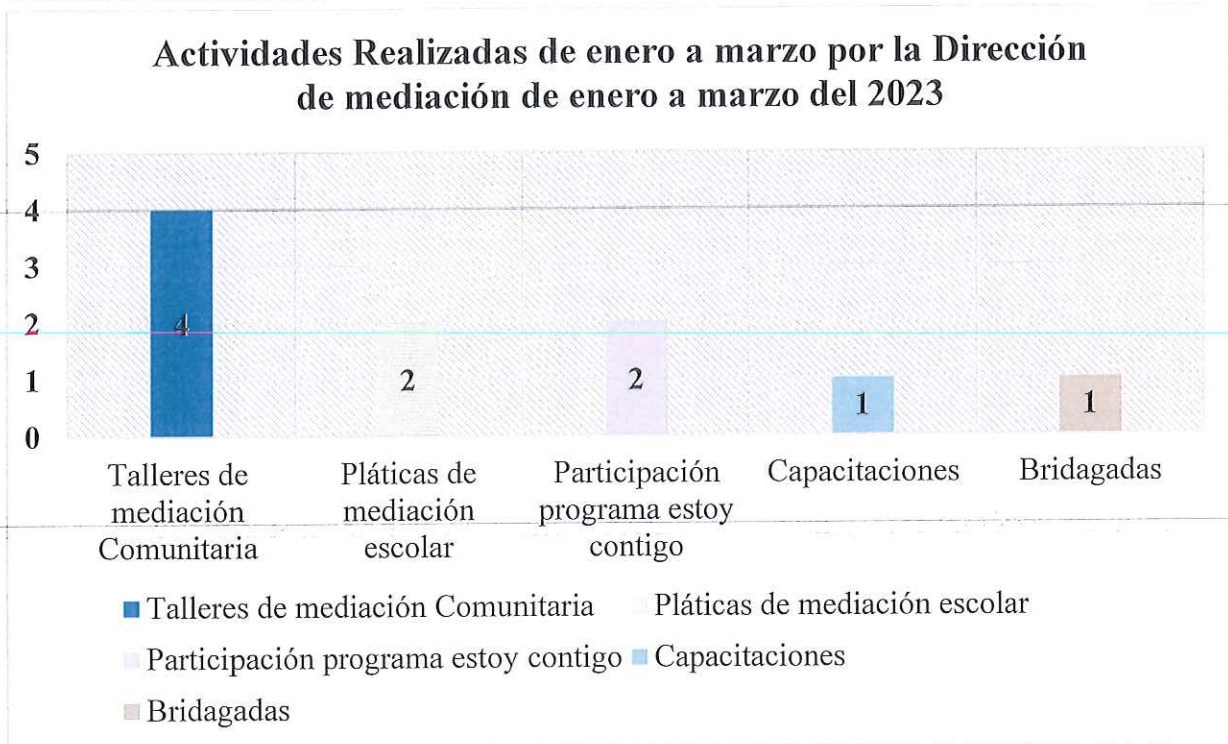 Actividades Realizadas de enero a marzo por la Dirección
de mediación de enero a marzo del 2023
5
4
3
2
1
0
4
2
2
1
1
Talleres de
mediación
Comunitaria
Pláticas de
mediación
escolar
Participación
programa estoy
contigo
Capacitaciones
Bridagadas
Talleres de mediación Comunitaria
Pláticas de mediación escolar
Participación programa estoy contigo
Capacitaciones
Bridagadas